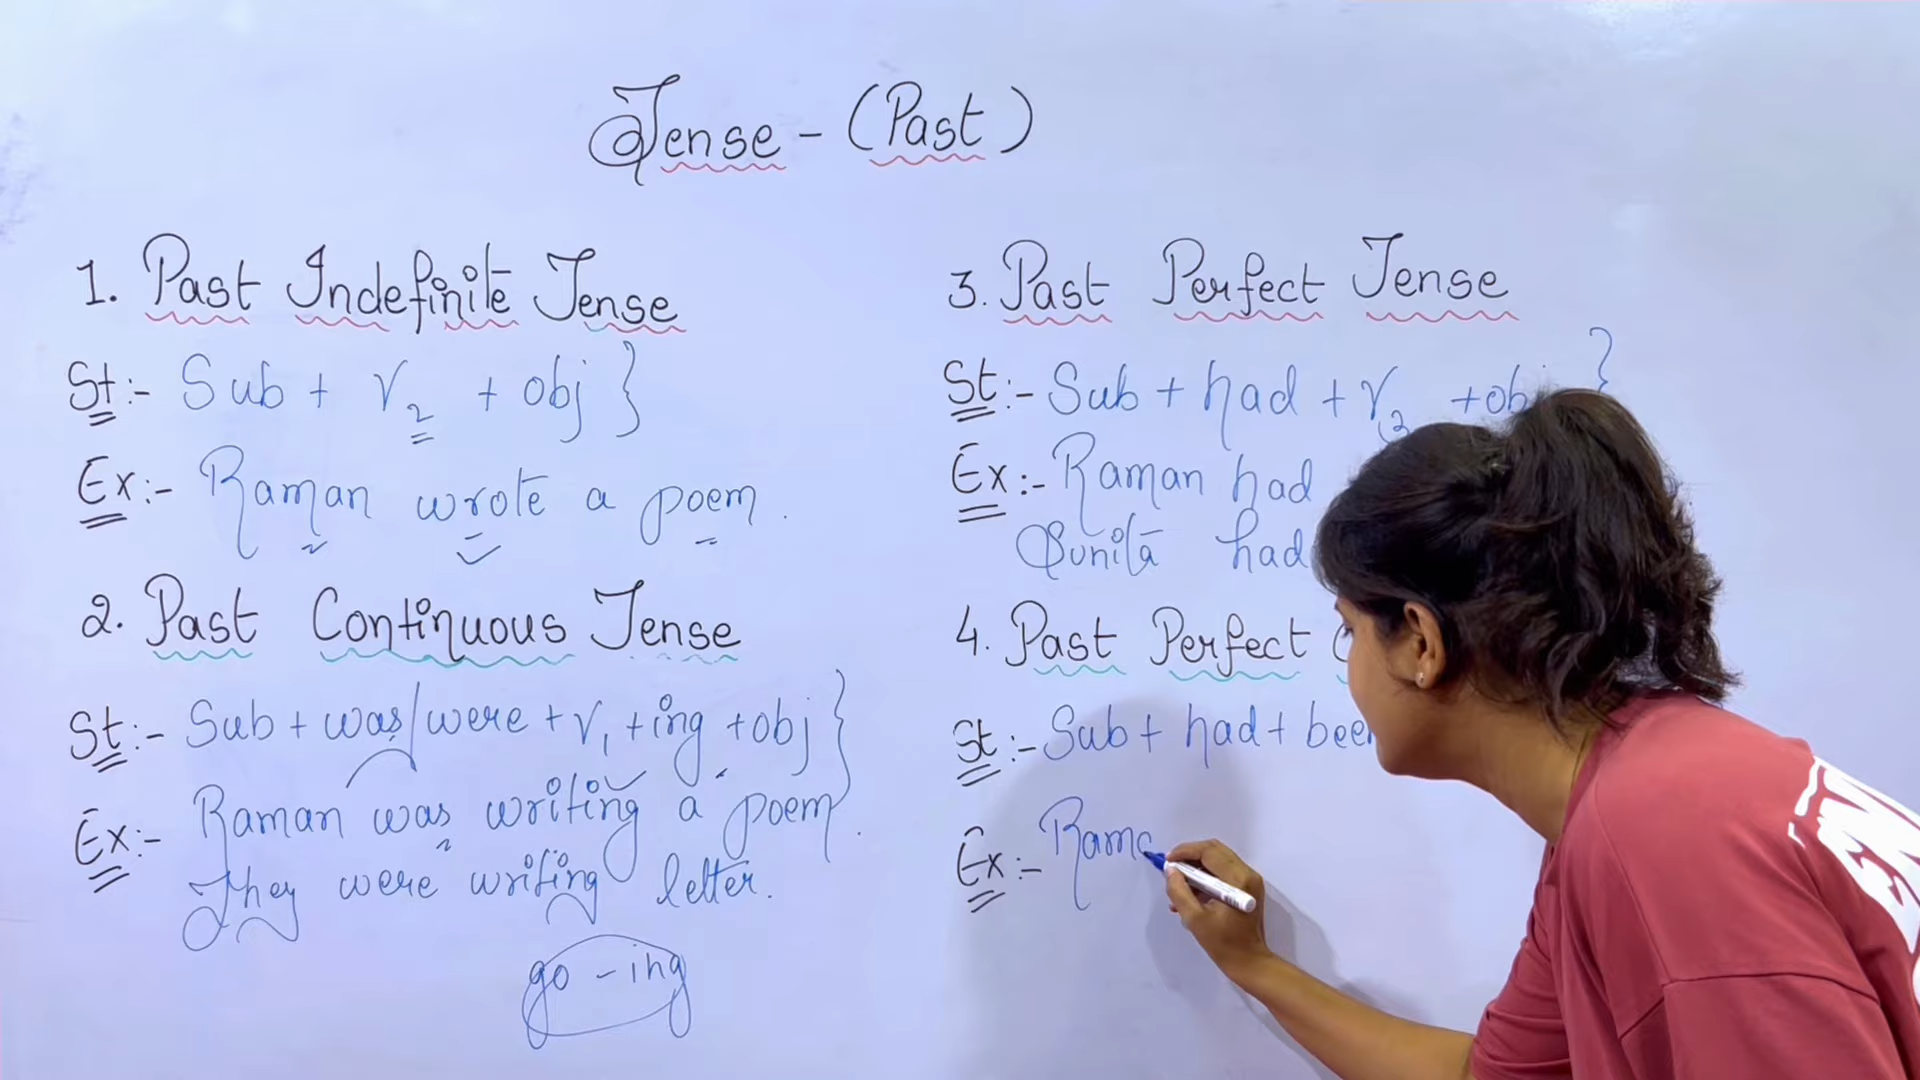 Tense - (Past)
1. Past Indefinite Tense
St:- Sub + V2 + obj }
Ex:- Raman wrote a poem.
2. Past Continuous Tense
St:- Sub + was/were + V1 + ing + obj }
Ex:- Raman was writing a poem.
They were writing letter.
go - ing
3. Past Perfect Tense
St:- Sub + had + V3 + obj }
Ex:- Raman had
Sunita had
4. Past Perfect
St:- Sub + had + been
Ex:- Rama